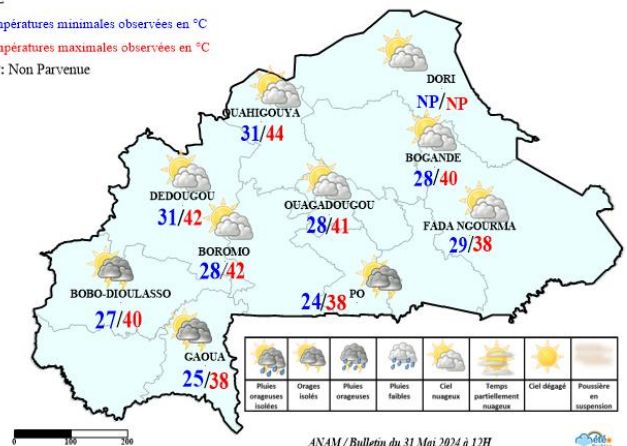 températures minimales observées en °C
températures maximales observées en °C
: Non Parvenue
DORI
NP/NP
OUAHIGOUYA
31/44
BOGANDE
28/40
DEDOUGOU
31/42
OUAGADOUGOU
28/41
FADA NGOURMA
29/38
BOROMO
28/42
BOBO-DIOULASSO
27/40
PO
24/38
GAOUA
25/38
Pluies orageuses isolées
Orages isolés
Pluies orageuses
Pluies faibles
Ciel nuageux
Temps partiellement nuageux
Ciel dégagé
Poussière en suspension
0 100 200
ANAM / Bulletin du 31 Mai 2024 à 12H